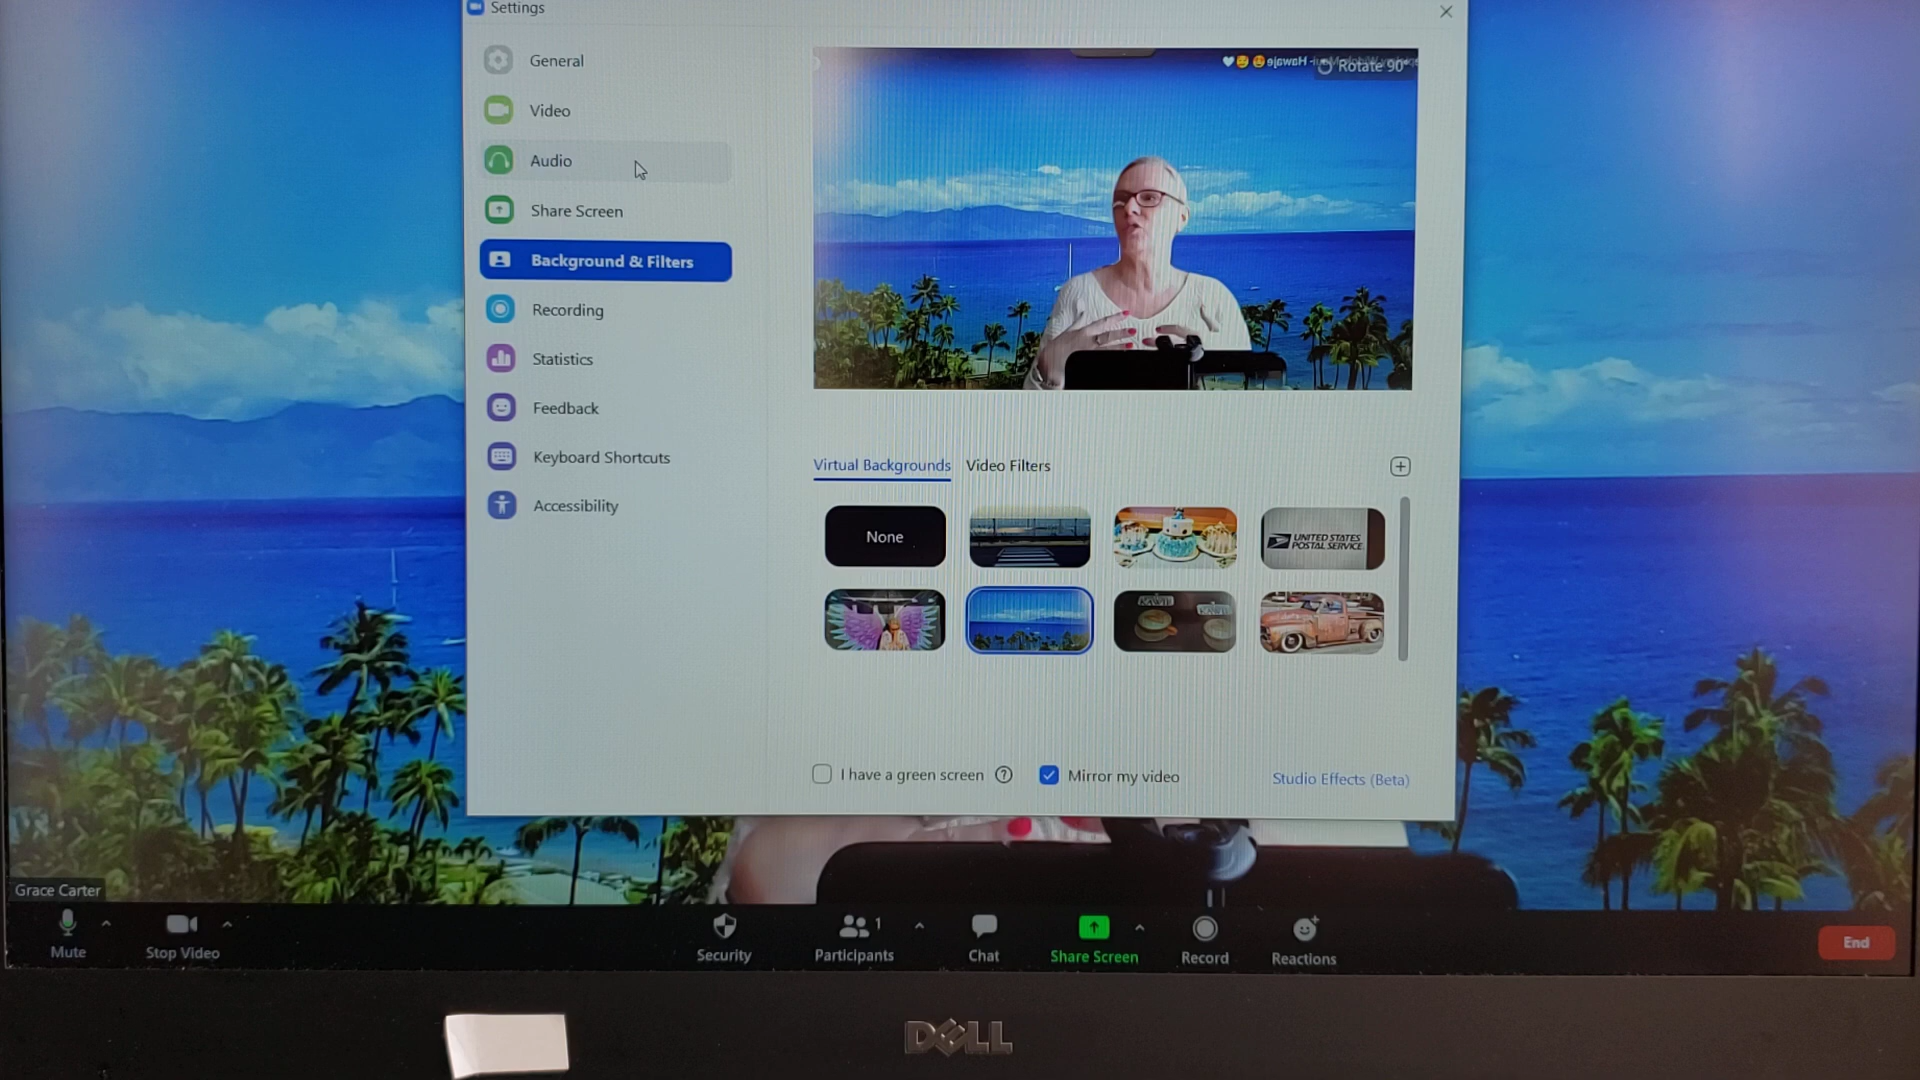 Settings
General
Video
Audio
Share Screen
Background & Filters
Recording
Statistics
Feedback
Keyboard Shortcuts
Accessibility
Rotate 90°
Virtual Backgrounds
Video Filters
None
UNITED STATES
POSTAL SERVICE
I have a green screen
Mirror my video
Studio Effects (Beta)
Grace Carter
Mute
Stop Video
Security
Participants 1
Chat
Share Screen
Record
Reactions
End
DELL